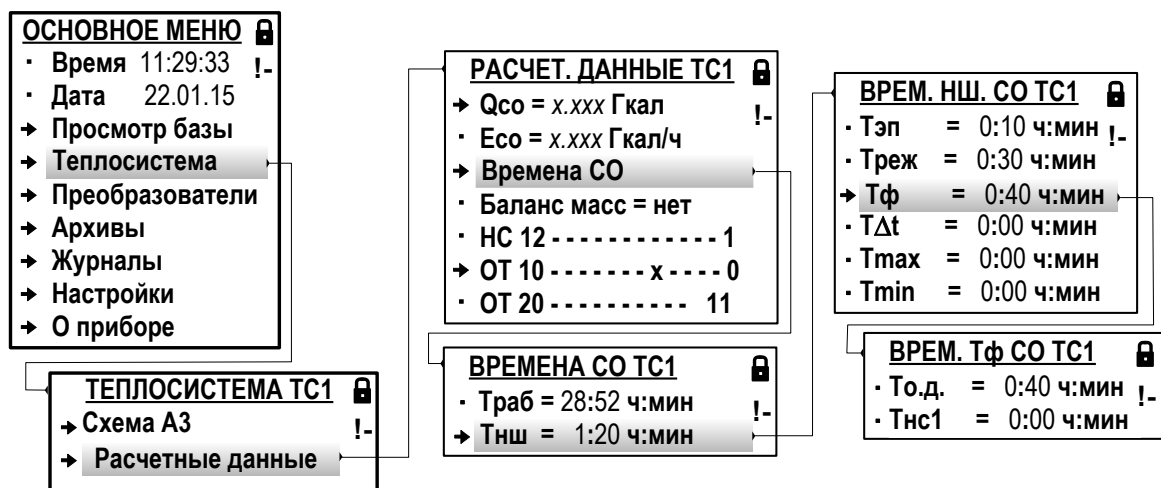 ОСНОВНОЕ МЕНЮ
· Время 11:29:33 !-
· Дата 22.01.15
→ Просмотр базы
→ Теплосистема
→ Преобразователи
→ Архивы
→ Журналы
→ Настройки
→ О приборе
ТЕПЛОСИСТЕМА ТС1
→ Схема А3 !-
→ Расчетные данные
РАСЧЕТ. ДАННЫЕ ТС1
→ Qco = x.xxx Гкал !-
· Eco = x.xxx Гкал/ч
→ Времена СО
· Баланс масс = нет
· НС 12 - - - - - - - - - - - - 1
→ ОТ 10 - - - - - - - x - - - - 0
· ОТ 20 - - - - - - - - - - 11
ВРЕМЕНА СО ТС1
· Траб = 28:52 ч:мин !-
→ Тнш = 1:20 ч:мин
ВРЕМ. НШ. СО ТС1
· Тэп = 0:10 ч:мин !-
· Треж = 0:30 ч:мин
→ Тф = 0:40 ч:мин
· TΔt = 0:00 ч:мин
· Tmax = 0:00 ч:мин
· Tmin = 0:00 ч:мин
ВРЕМ. Тф СО ТС1
· То.д. = 0:40 ч:мин !-
· Тнс1 = 0:00 ч:мин